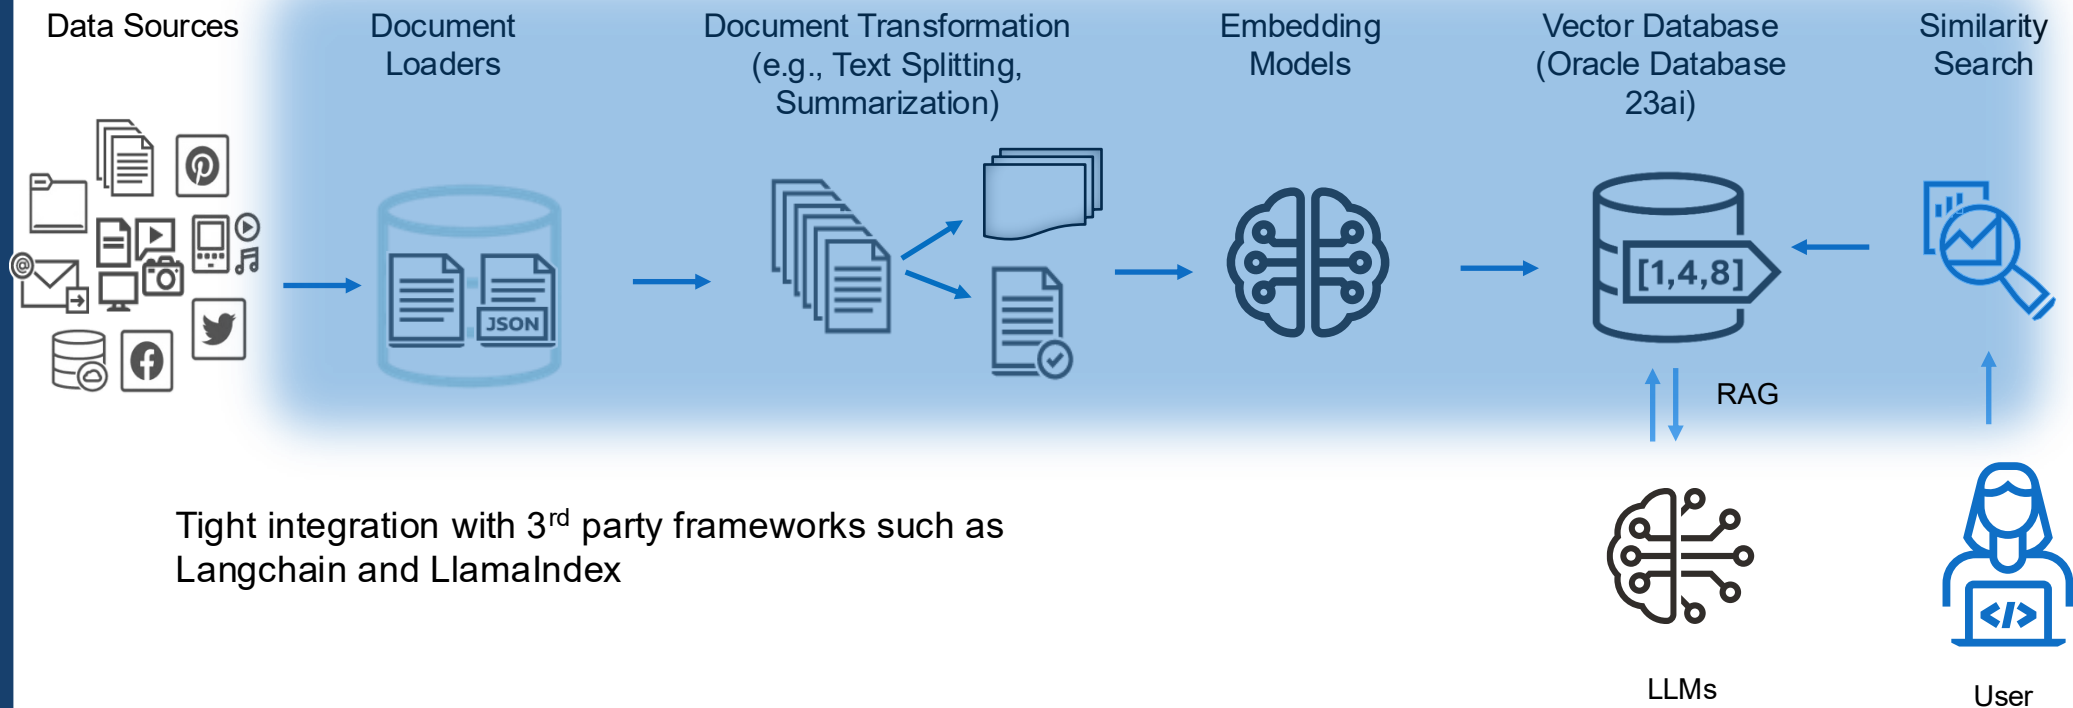 Data Sources
Document
Loaders
Document Transformation
(e.g., Text Splitting,
Summarization)
Embedding
Models
Vector Database
(Oracle Database
23ai)
Similarity
Search
JSON
[1,4,8]
RAG
Tight integration with 3rd party frameworks such as
Langchain and LlamaIndex
</>
LLMs
User